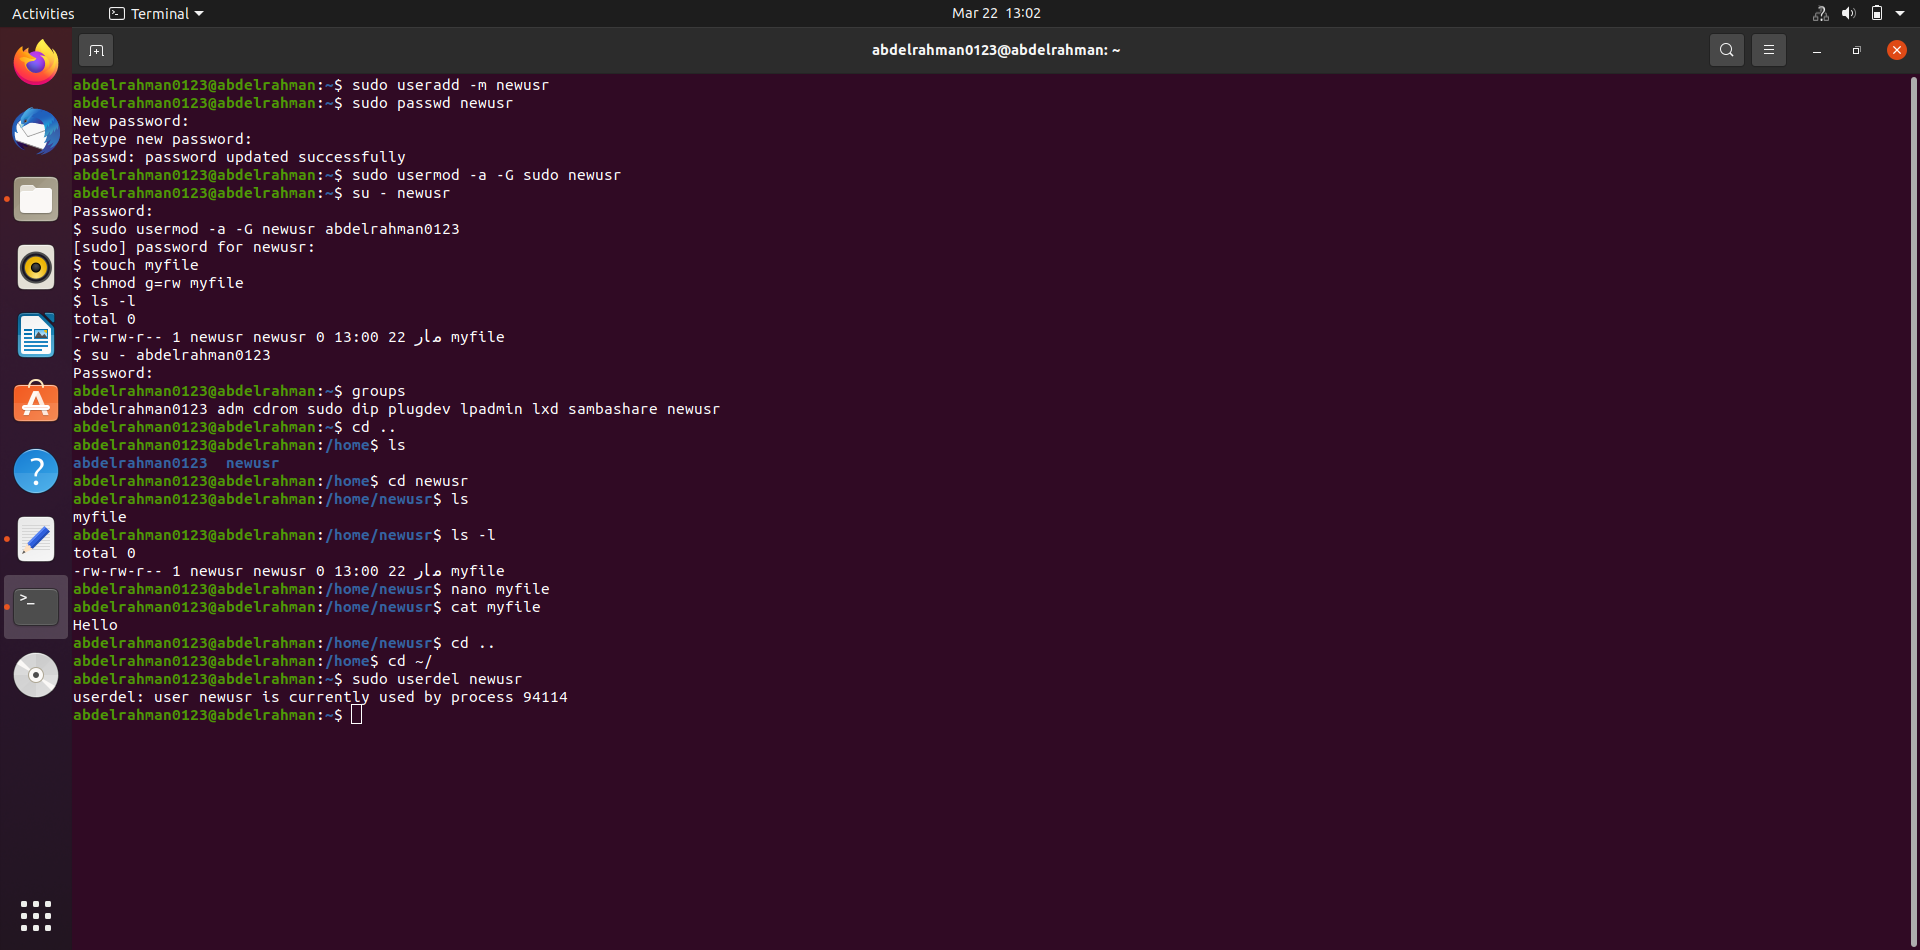 Activities Terminal Mar 22 13:02
abdelrahman0123@abdelrahman: ~
abdelrahman0123@abdelrahman:~$ sudo useradd -m newusr
abdelrahman0123@abdelrahman:~$ sudo passwd newusr
New password:
Retype new password:
passwd: password updated successfully
abdelrahman0123@abdelrahman:~$ sudo usermod -a -G sudo newusr
abdelrahman0123@abdelrahman:~$ su - newusr
Password:
$ sudo usermod -a -G newusr abdelrahman0123
[sudo] password for newusr:
$ touch myfile
$ chmod g=rw myfile
$ ls -l
total 0
-rw-rw-r-- 1 newusr newusr 0 13:00 22 مار myfile
$ su - abdelrahman0123
Password:
abdelrahman0123@abdelrahman:~$ groups
abdelrahman0123 adm cdrom sudo dip plugdev lpadmin lxd sambashare newusr
abdelrahman0123@abdelrahman:~$ cd ..
abdelrahman0123@abdelrahman:/home$ ls
abdelrahman0123 newusr
abdelrahman0123@abdelrahman:/home$ cd newusr
abdelrahman0123@abdelrahman:/home/newusr$ ls
myfile
abdelrahman0123@abdelrahman:/home/newusr$ ls -l
total 0
-rw-rw-r-- 1 newusr newusr 0 13:00 22 مار myfile
abdelrahman0123@abdelrahman:/home/newusr$ nano myfile
abdelrahman0123@abdelrahman:/home/newusr$ cat myfile
Hello
abdelrahman0123@abdelrahman:/home/newusr$ cd ..
abdelrahman0123@abdelrahman:/home$ cd ~/
abdelrahman0123@abdelrahman:~$ sudo userdel newusr
userdel: user newusr is currently used by process 94114
abdelrahman0123@abdelrahman:~$